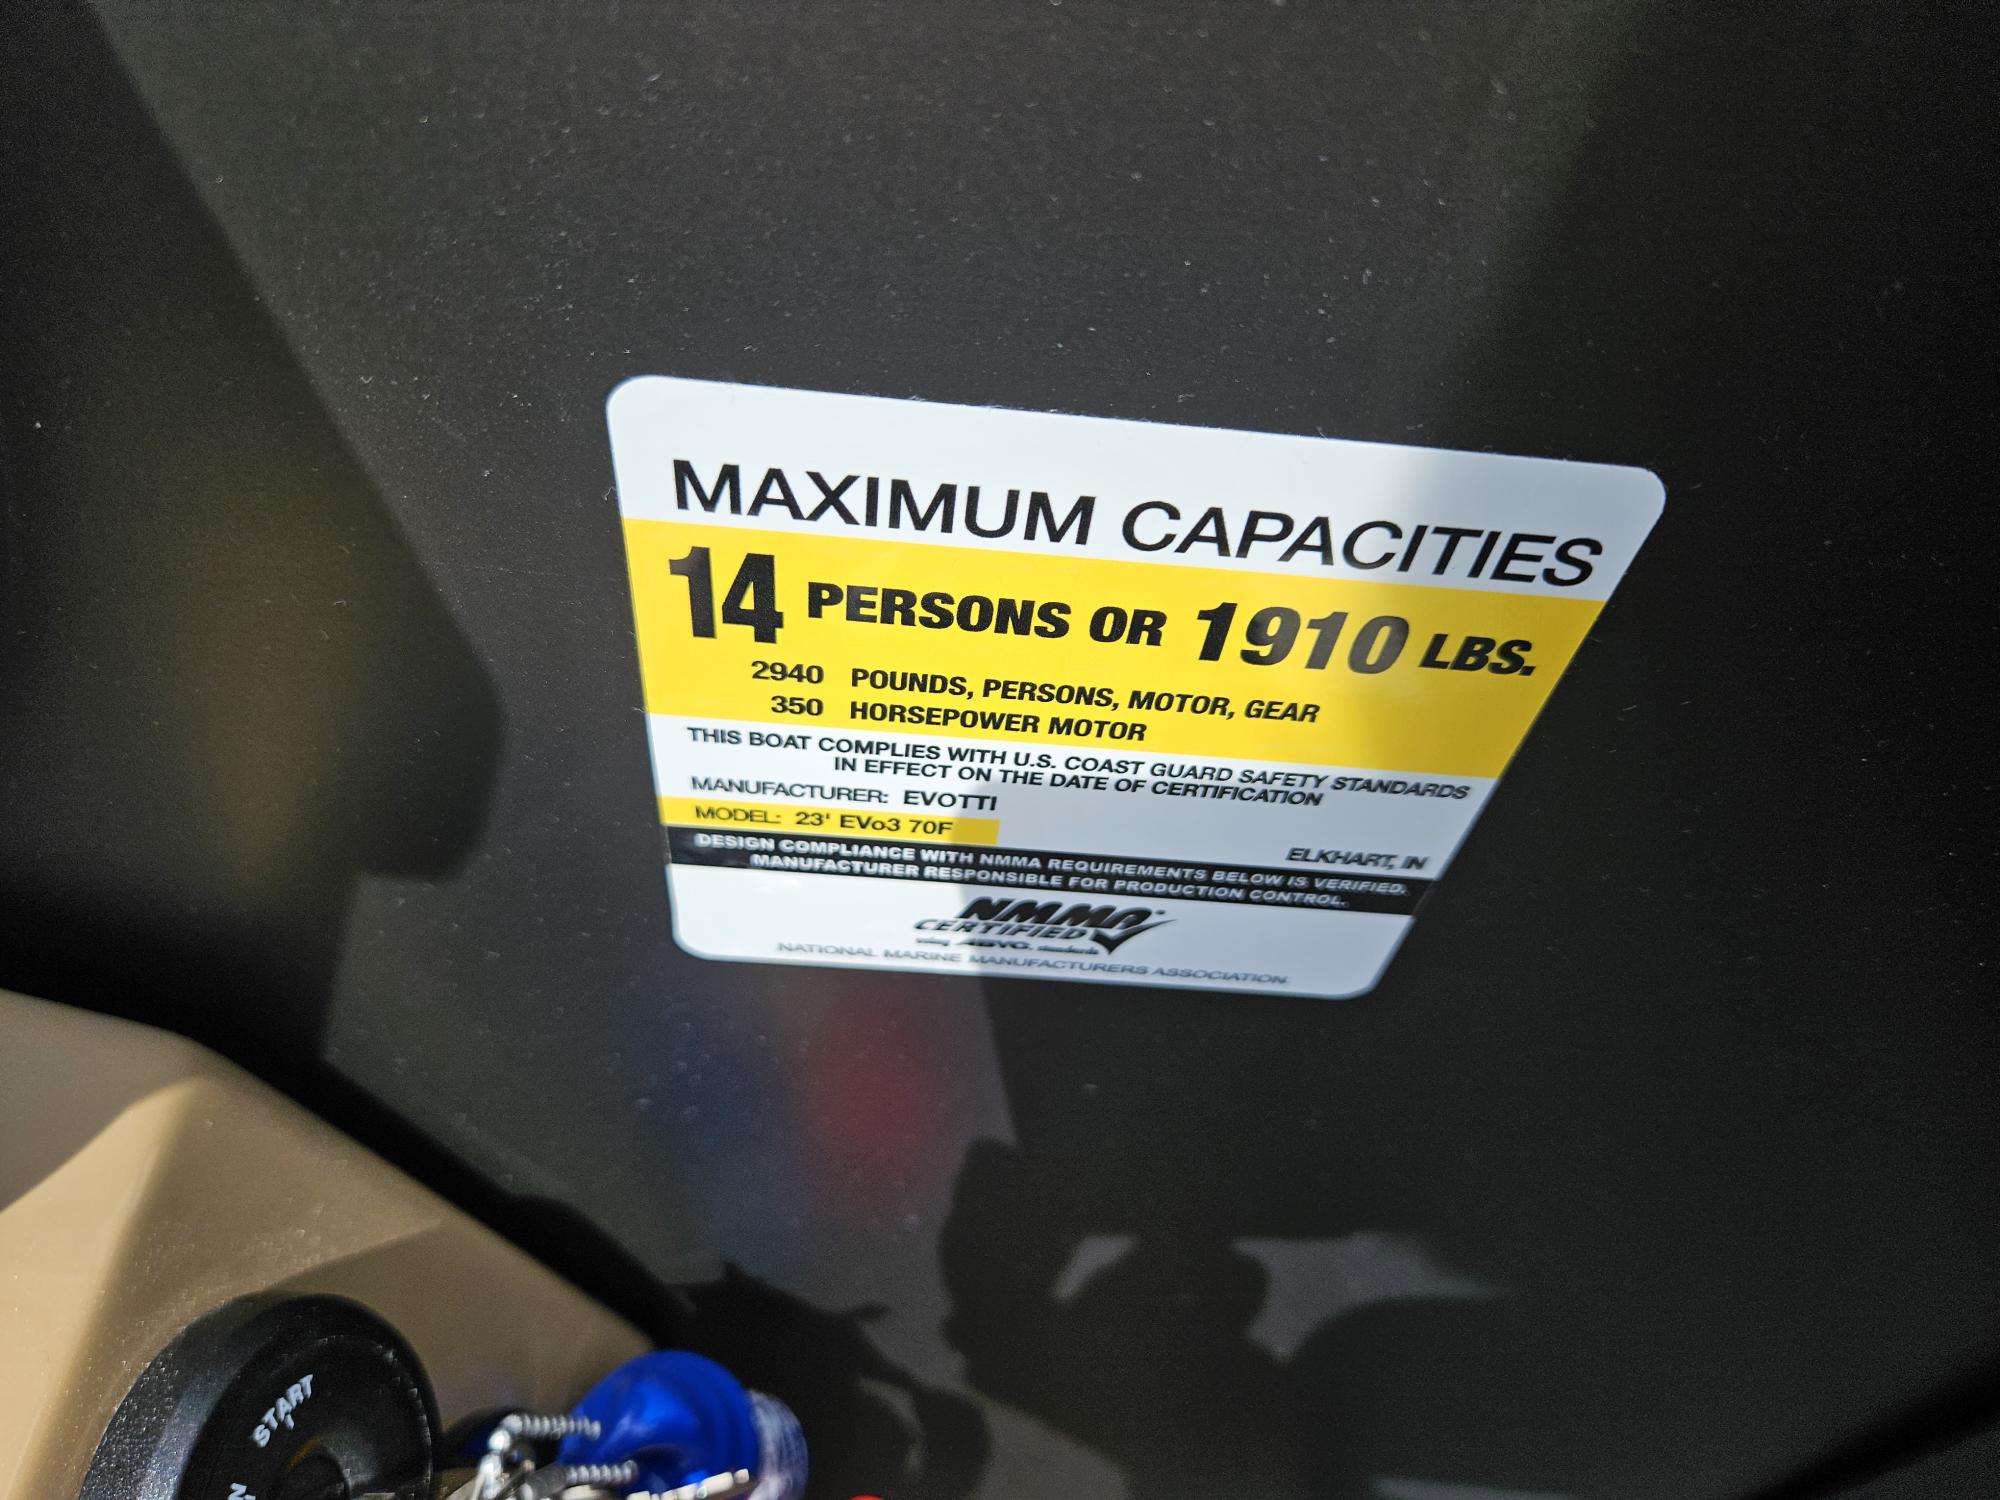 MAXIMUM CAPACITIES
14 PERSONS OR 1910 LBS.
2940 POUNDS, PERSONS, MOTOR, GEAR
350 HORSEPOWER MOTOR
THIS BOAT COMPLIES WITH U.S. COAST GUARD SAFETY STANDARDS
IN EFFECT ON THE DATE OF CERTIFICATION
MANUFACTURER: EVOTTI
MODEL: 23' EVo3 70F
ELKHART, IN
DESIGN COMPLIANCE WITH NMMA REQUIREMENTS BELOW IS VERIFIED.
MANUFACTURER RESPONSIBLE FOR PRODUCTION CONTROL.
NMMA
CERTIFIED
using ABYC standards
NATIONAL MARINE MANUFACTURERS ASSOCIATION
START